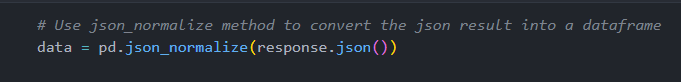 # Use json_normalize method to convert the json result into a dataframe
data = pd.json_normalize(response.json())